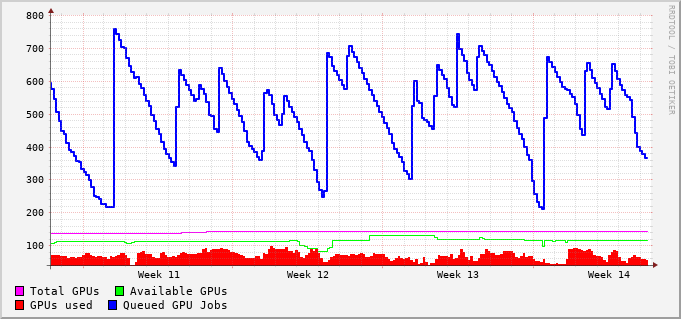 800
700
600
500
400
300
200
100
Week 11 Week 12 Week 13 Week 14
Total GPUs Available GPUs
GPUs used Queued GPU Jobs
RRDTOOL / TOBI OETIKER